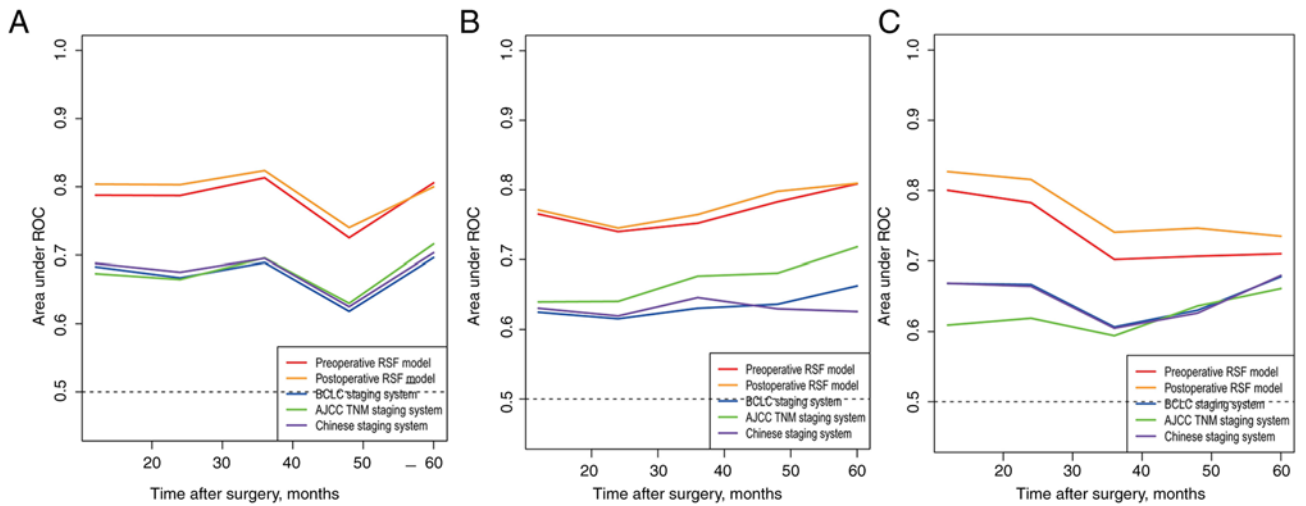 A
Area under ROC
1.0
0.9
0.8
0.7
0.6
0.5
Preoperative RSF model
Postoperative RSF model
BCLC staging system
AJCC TNM staging system
Chinese staging system
20 30 40 50 60
Time after surgery, months
B
Area under ROC
1.0
0.9
0.8
0.7
0.6
0.5
Preoperative RSF model
Postoperative RSF model
BCLC staging system
AJCC TNM staging system
Chinese staging system
20 30 40 50 60
Time after surgery, months
C
Area under ROC
1.0
0.9
0.8
0.7
0.6
0.5
Preoperative RSF model
Postoperative RSF model
BCLC staging system
AJCC TNM staging system
Chinese staging system
20 30 40 50 60
Time after surgery, months